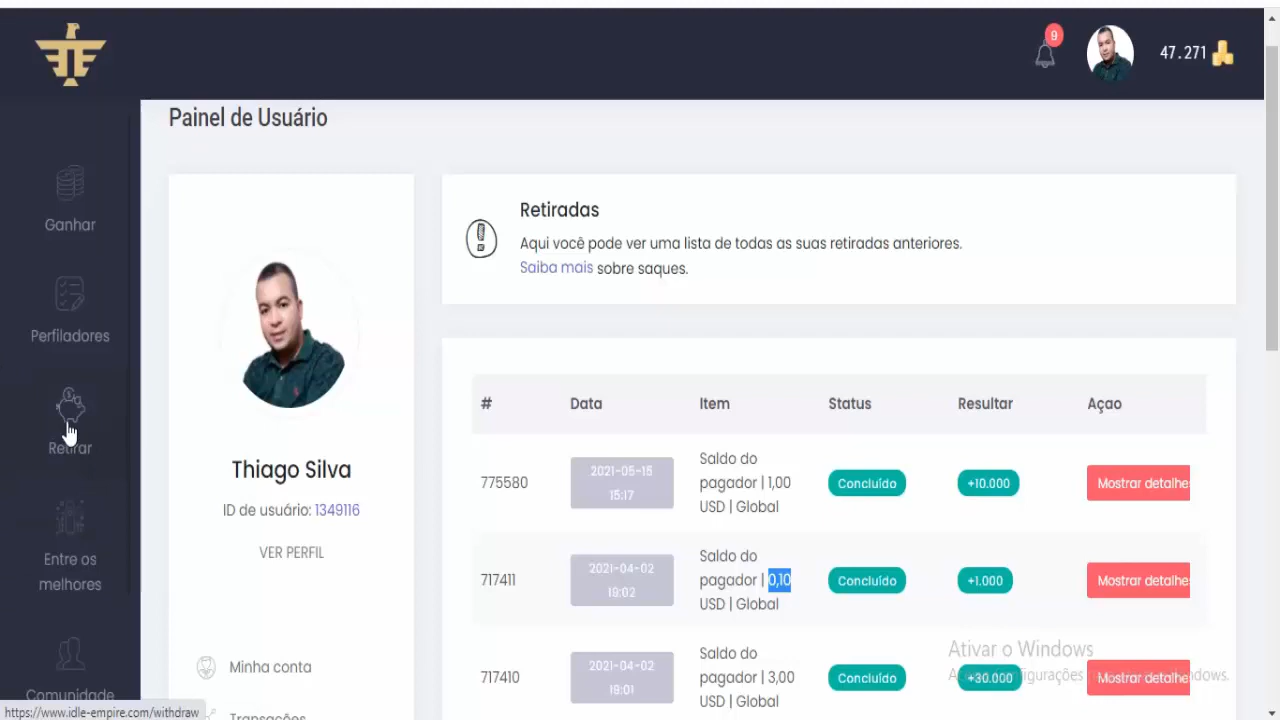 9
47.271
Painel de Usuário
Ganhar
Perfiladores
Retirar
Entre os
melhores
Comunidade
Thiago Silva
ID de usuário: 1349116
VER PERFIL
Minha conta
Transações
Retiradas
Aqui você pode ver uma lista de todas as suas retiradas anteriores.
Saiba mais sobre saques.
# Data Item Status Resultar Açao
775580
2021-05-15
15:17
Saldo do
pagador | 1,00
USD | Global
Concluído
+10.000
Mostrar detalhe
717411
2021-04-02
19:02
Saldo do
pagador | 0,10
USD | Global
Concluído
+1.000
Mostrar detalhe
717410
2021-04-02
19:01
Saldo do
pagador | 3,00
USD | Global
Concluído
+30.000
Mostrar detalhe
Ativar o Windows
https://www.idle-empire.com/withdraw